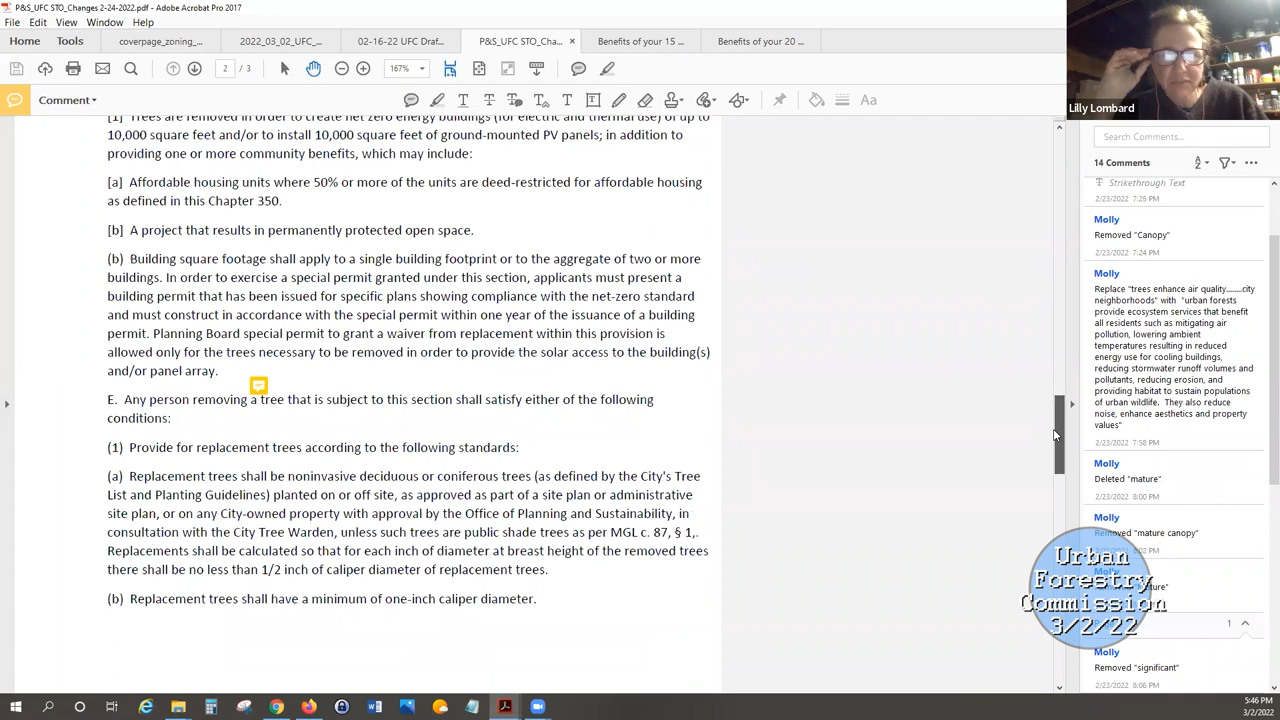 P&S_UFC STO_Changes 2-24-2022.pdf - Adobe Acrobat Pro 2017
File Edit View Window Help
Home Tools coverpage_zoning_... 2022_03_02_UFC_... 03-16-22 UFC Draf... P&S_UFC STO_Cha... × Benefits of your 15 ... Benefits of your 20 ...
2 / 3 167%
Comment
Aa
[1] Trees are removed in order to create net zero energy buildings (for electric and thermal use) of up to
10,000 square feet and/or to install 10,000 square feet of ground-mounted PV panels; in addition to
providing one or more community benefits, which may include:
[a] Affordable housing units where 50% or more of the units are deed-restricted for affordable housing
as defined in this Chapter 350.
[b] A project that results in permanently protected open space.
(b) Building square footage shall apply to a single building footprint or to the aggregate of two or more
buildings. In order to exercise a special permit granted under this section, applicants must present a
building permit that has been issued for specific plans showing compliance with the net-zero standard
and must construct in accordance with the special permit within one year of the issuance of a building
permit. Planning Board special permit to grant a waiver from replacement within this provision is
allowed only for the trees necessary to be removed in order to provide the solar access to the building(s)
and/or panel array.
E. Any person removing a tree that is subject to this section shall satisfy either of the following
conditions:
(1) Provide for replacement trees according to the following standards:
(a) Replacement trees shall be noninvasive deciduous or coniferous trees (as defined by the City's Tree
List and Planting Guidelines) planted on or off site, as approved as part of a site plan or administrative
site plan, or on any City-owned property with approval by the Office of Planning and Sustainability, in
consultation with the City Tree Warden, unless such trees are public shade trees as per MGL c. 87, § 1,.
Replacements shall be calculated so that for each inch of diameter at breast height of the removed trees
there shall be no less than 1/2 inch of caliper diameter of replacement trees.
(b) Replacement trees shall have a minimum of one-inch caliper diameter.
Lilly Lombard
Search Comments
14 Comments
Strikethrough Text
2/23/2022 7:26 PM
Molly
Removed "Canopy"
2/23/2022 7:24 PM
Molly
Replace "trees enhance air quality........city
neighborhoods" with "urban forests
provide ecosystem services that benefit
all residents such as mitigating air
pollution, lowering ambient
temperatures resulting in reduced
energy use for cooling buildings,
reducing stormwater runoff volumes and
pollutants, reducing erosion, and
providing habitat to sustain populations
of urban wildlife. They also reduce
noise, enhance aesthetics and property
values"
2/23/2022 7:58 PM
Molly
Deleted "mature"
2/23/2022 8:00 PM
Molly
Removed "mature canopy"
Molly
1
Molly
Removed "significant"
2/23/2022 8:06 PM
Urban
Forestry
Commission
3/2/22
5:46 PM
3/2/2022